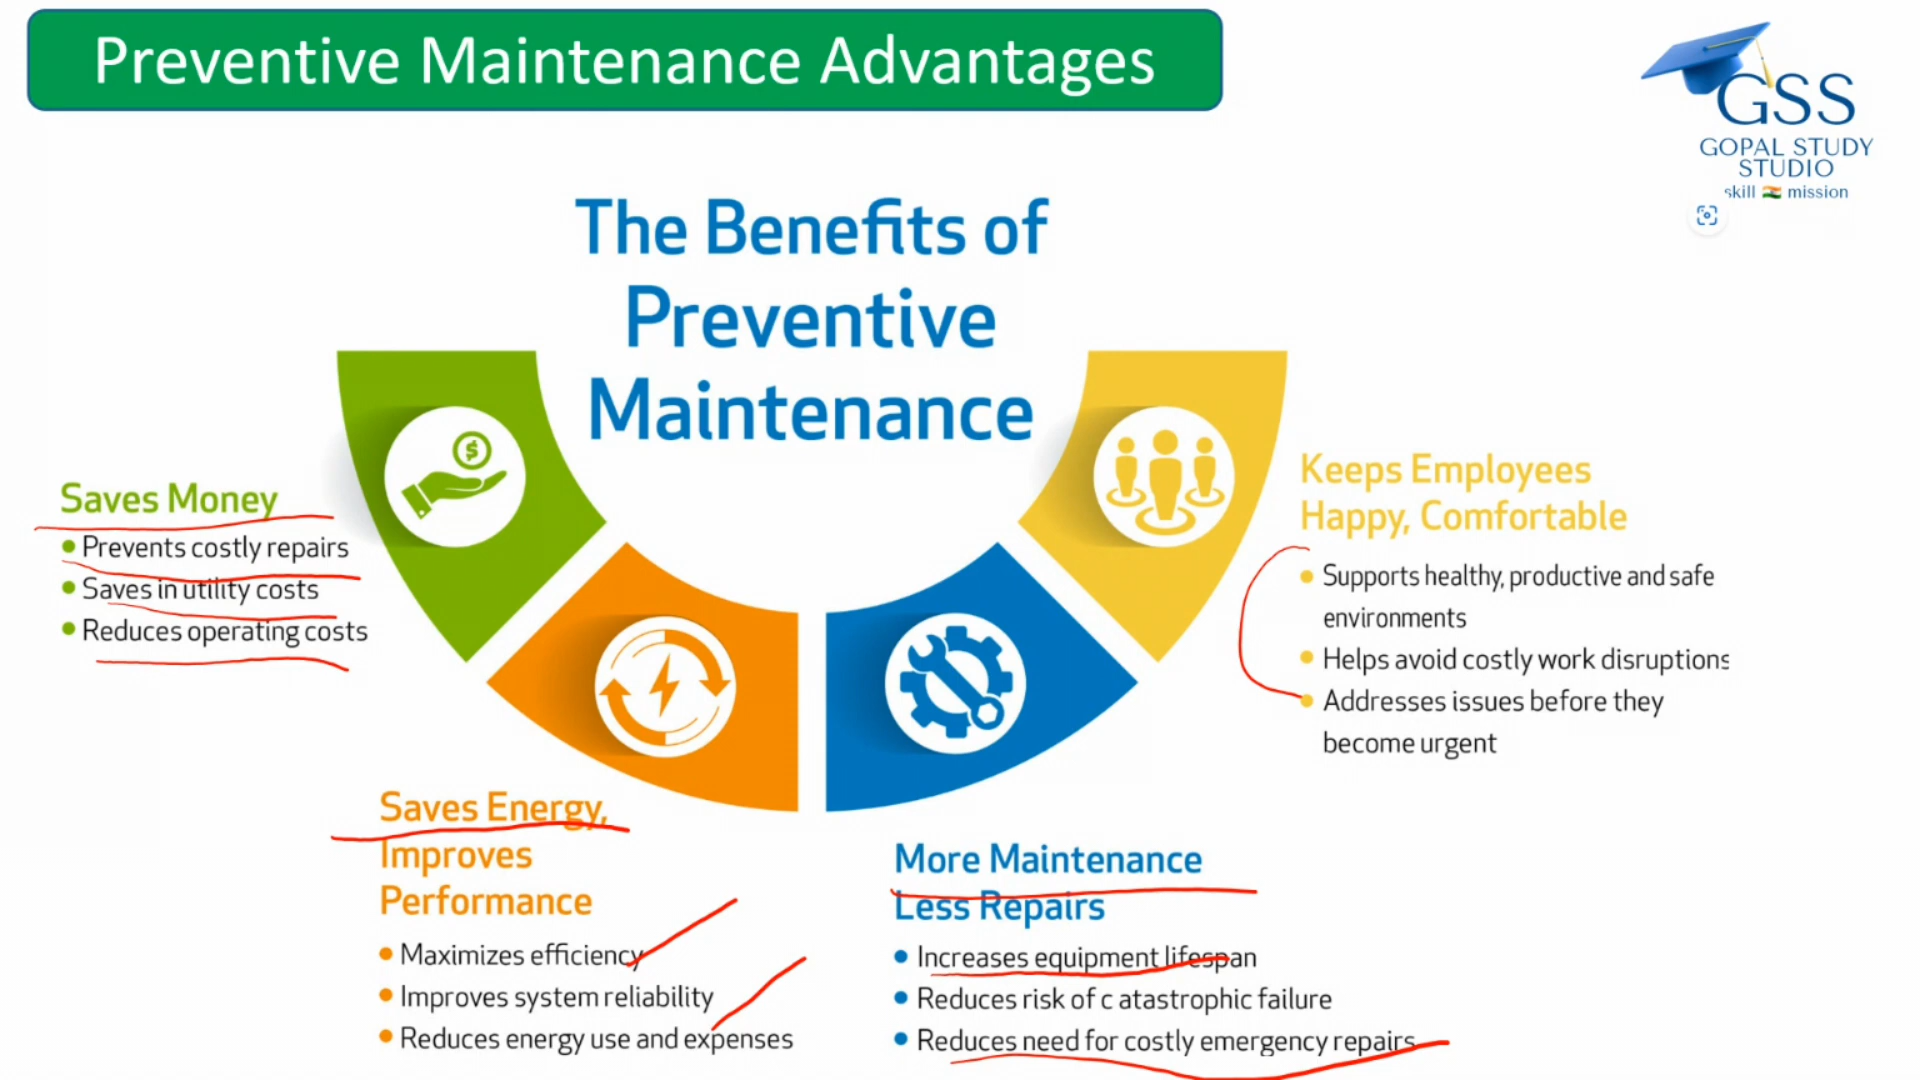 Preventive Maintenance Advantages
GSS
GOPAL STUDY
STUDIO
skill mission
The Benefits of
Preventive
Maintenance
$
Saves Money
• Prevents costly repairs
• Saves in utility costs
• Reduces operating costs
Saves Energy,
Improves
Performance
• Maximizes efficiency
• Improves system reliability
• Reduces energy use and expenses
More Maintenance
Less Repairs
• Increases equipment lifespan
• Reduces risk of c atastrophic failure
• Reduces need for costly emergency repairs
Keeps Employees
Happy, Comfortable
• Supports healthy, productive and safe
environments
• Helps avoid costly work disruptions
• Addresses issues before they
become urgent